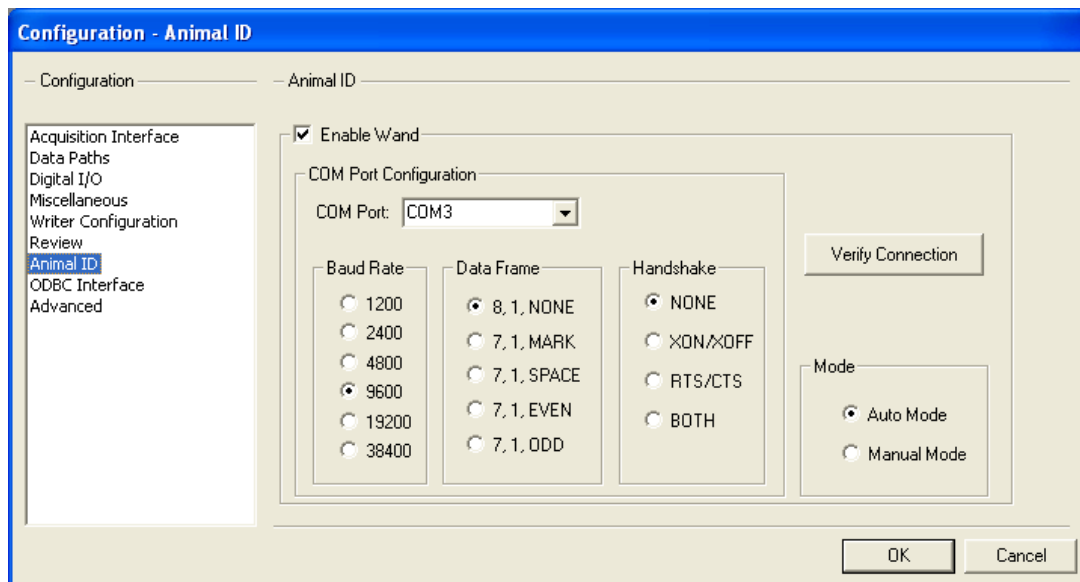 Configuration - Animal ID
Configuration
Acquisition Interface
Data Paths
Digital I/O
Miscellaneous
Writer Configuration
Review
Animal ID
ODBC Interface
Advanced
Animal ID
Enable Wand
COM Port Configuration
COM Port: COM3
Baud Rate
1200
2400
4800
9600
19200
38400
Data Frame
8, 1, NONE
7, 1, MARK
7, 1, SPACE
7, 1, EVEN
7, 1, ODD
Handshake
NONE
XON/XOFF
RTS/CTS
BOTH
Verify Connection
Mode
Auto Mode
Manual Mode
OK
Cancel